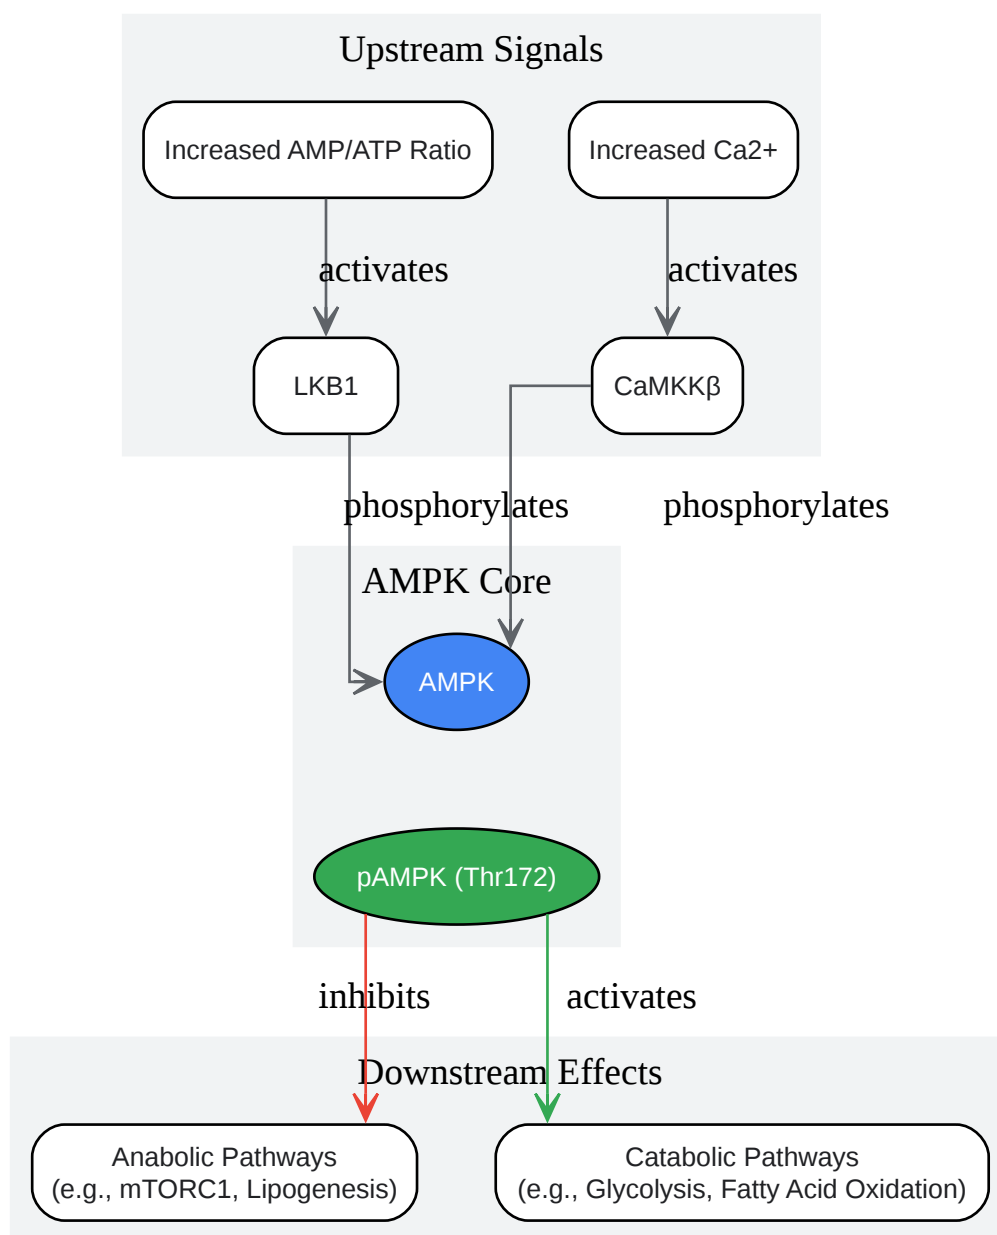 Upstream Signals
Increased AMP/ATP Ratio
Increased Ca2+
activates
activates
LKB1
CaMKKβ
phosphorylates
phosphorylates
AMPK Core
AMPK
pAMPK (Thr172)
inhibits
activates
Downstream Effects
Anabolic Pathways
(e.g., mTORC1, Lipogenesis)
Catabolic Pathways
(e.g., Glycolysis, Fatty Acid Oxidation)